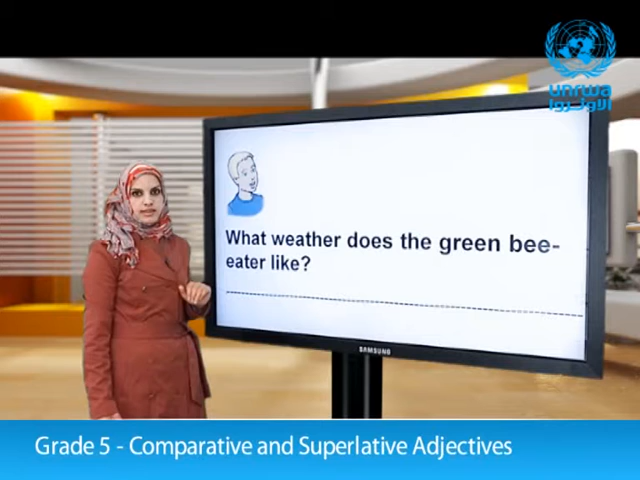 unrwa
الأونروا
What weather does the green bee-
eater like?
SAMSUNG
Grade 5 - Comparative and Superlative Adjectives